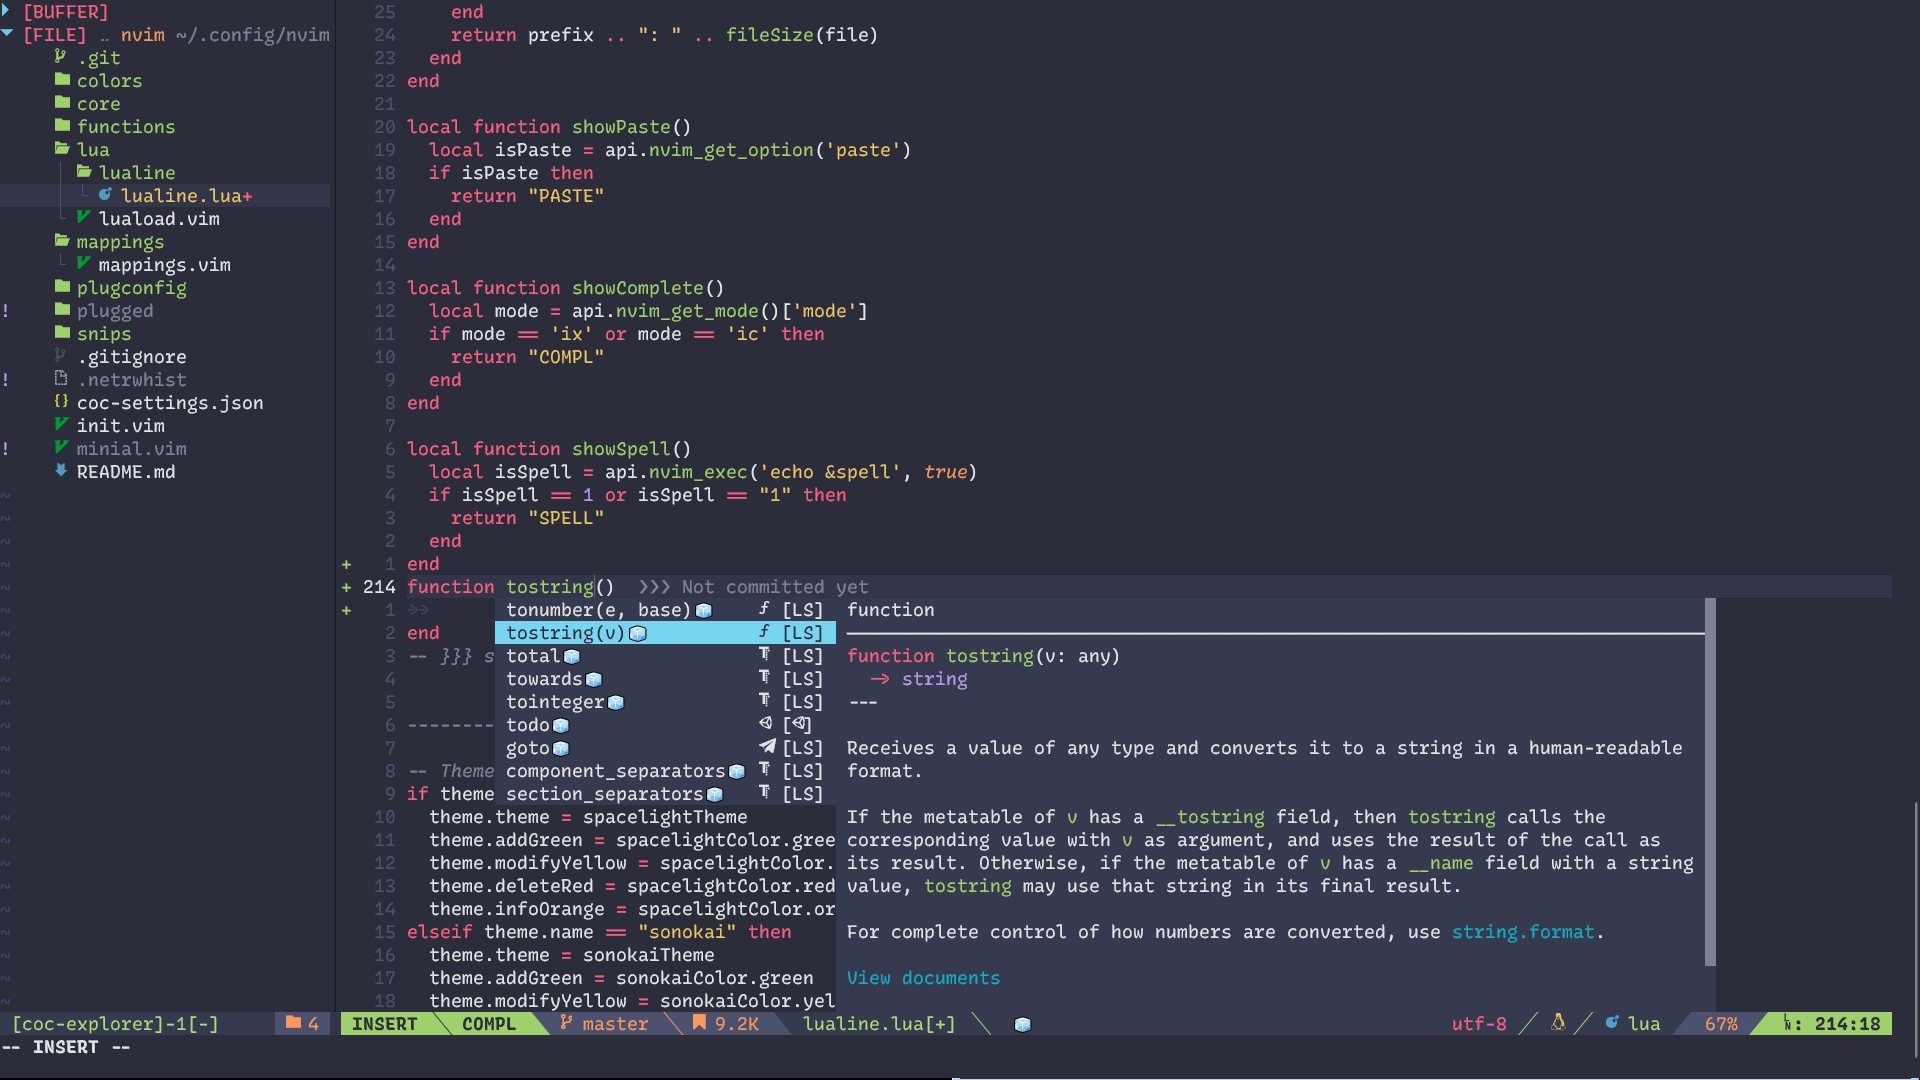 [BUFFER]
[FILE] .. nvim ~/.config/nvim
.git
colors
core
functions
lua
lualine
lualine.lua+
luaload.vim
mappings
mappings.vim
plugconfig
! plugged
snips
.gitignore
! .netrwhist
{} coc-settings.json
init.vim
! minial.vim
README.md
[coc-explorer]-1[-] 4
25 end
24 return prefix .. ": " .. fileSize(file)
23 end
22 end
21
20 local function showPaste()
19 local isPaste = api.nvim_get_option('paste')
18 if isPaste then
17 return "PASTE"
16 end
15 end
14
13 local function showComplete()
12 local mode = api.nvim_get_mode()['mode']
11 if mode == 'ix' or mode == 'ic' then
10 return "COMPL"
9 end
8 end
7
6 local function showSpell()
5 local isSpell = api.nvim_exec('echo &spell', true)
4 if isSpell == 1 or isSpell == "1" then
3 return "SPELL"
2 end
+ 1 end
+ 214 function tostring() ❯❯❯ Not committed yet
+ 1 >>
2 end
3 -- }}} s
4
5
6 --------
7
8 -- Theme
9 if theme
10 theme.theme = spacelightTheme
11 theme.addGreen = spacelightColor.gree
12 theme.modifyYellow = spacelightColor.
13 theme.deleteRed = spacelightColor.red
14 theme.infoOrange = spacelightColor.or
15 elseif theme.name == "sonokai" then
16 theme.theme = sonokaiTheme
17 theme.addGreen = sonokaiColor.green
18 theme.modifyYellow = sonokaiColor.yel
tonumber(e, base) f [LS]
tostring(v) f [LS]
total [LS]
towards [LS]
tointeger [LS]
todo
goto [LS]
component_separators [LS]
section_separators [LS]
function
function tostring(v: any)
-> string
---
Receives a value of any type and converts it to a string in a human-readable
format.
If the metatable of v has a __tostring field, then tostring calls the
corresponding value with v as argument, and uses the result of the call as
its result. Otherwise, if the metatable of v has a __name field with a string
value, tostring may use that string in its final result.
For complete control of how numbers are converted, use string.format.
View documents
INSERT COMPL master 9.2K lualine.lua[+] utf-8 lua 67% : 214:18
-- INSERT --